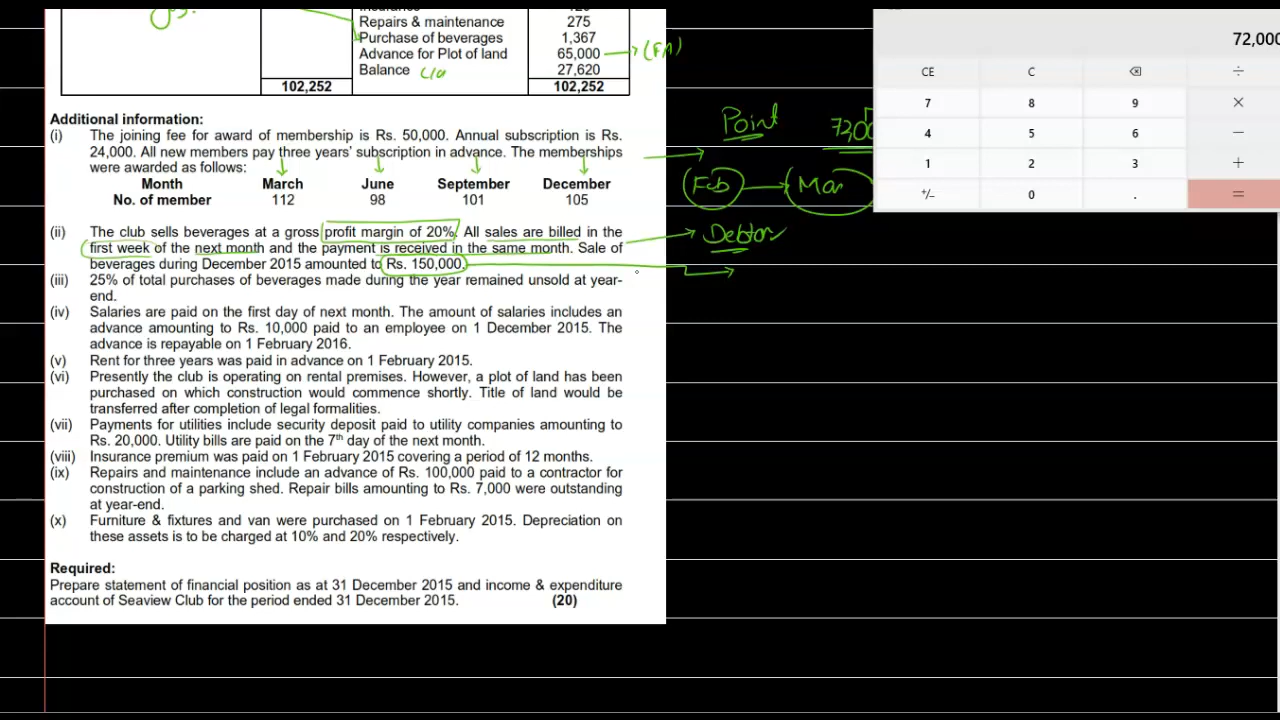 Insurance 120
Repairs & maintenance 275
Purchase of beverages 1,367
Advance for Plot of land 65,000 (FA)
Balance c/d 27,620
102,252 102,252
Additional information:
(i) The joining fee for award of membership is Rs. 50,000. Annual subscription is Rs.
24,000. All new members pay three years' subscription in advance. The memberships
were awarded as follows:
Month March June September December
No. of member 112 98 101 105
(ii) The club sells beverages at a gross profit margin of 20%. All sales are billed in the
first week of the next month and the payment is received in the same month. Sale of
beverages during December 2015 amounted to Rs. 150,000.
(iii) 25% of total purchases of beverages made during the year remained unsold at year-
end.
(iv) Salaries are paid on the first day of next month. The amount of salaries includes an
advance amounting to Rs. 10,000 paid to an employee on 1 December 2015. The
advance is repayable on 1 February 2016.
(v) Rent for three years was paid in advance on 1 February 2015.
(vi) Presently the club is operating on rental premises. However, a plot of land has been
purchased on which construction would commence shortly. Title of land would be
transferred after completion of legal formalities.
(vii) Payments for utilities include security deposit paid to utility companies amounting to
Rs. 20,000. Utility bills are paid on the 7th day of the next month.
(viii) Insurance premium was paid on 1 February 2015 covering a period of 12 months.
(ix) Repairs and maintenance include an advance of Rs. 100,000 paid to a contractor for
construction of a parking shed. Repair bills amounting to Rs. 7,000 were outstanding
at year-end.
(x) Furniture & fixtures and van were purchased on 1 February 2015. Depreciation on
these assets is to be charged at 10% and 20% respectively.
Required:
Prepare statement of financial position as at 31 December 2015 and income & expenditure
account of Seaview Club for the period ended 31 December 2015. (20)
Point
Feb Mar
Debtor
72,000
CE C ÷
7 8 9 ×
4 5 6 −
1 2 3 +
+/− 0 . =